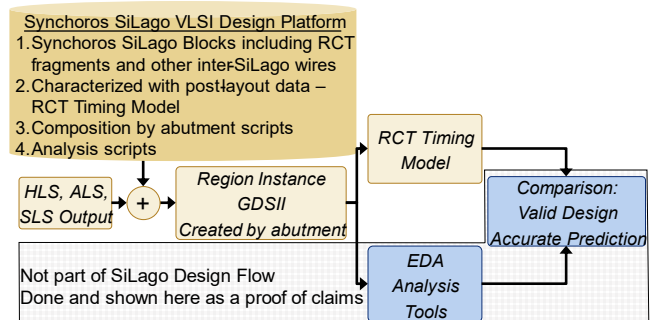 Synchoros SiLago VLSI Design Platform
1.Synchoros SiLago Blocks including RCT
fragments and other inter-SiLago wires
2.Characterized with post-layout data –
RCT Timing Model
3.Composition by abutment scripts
4.Analysis scripts
RCT Timing
Model
HLS, ALS,
SLS Output
+
Region Instance
GDSII
Created by abutment
Comparison:
Valid Design
Accurate Prediction
Not part of SiLago Design Flow
Done and shown here as a proof of claims
EDA
Analysis
Tools